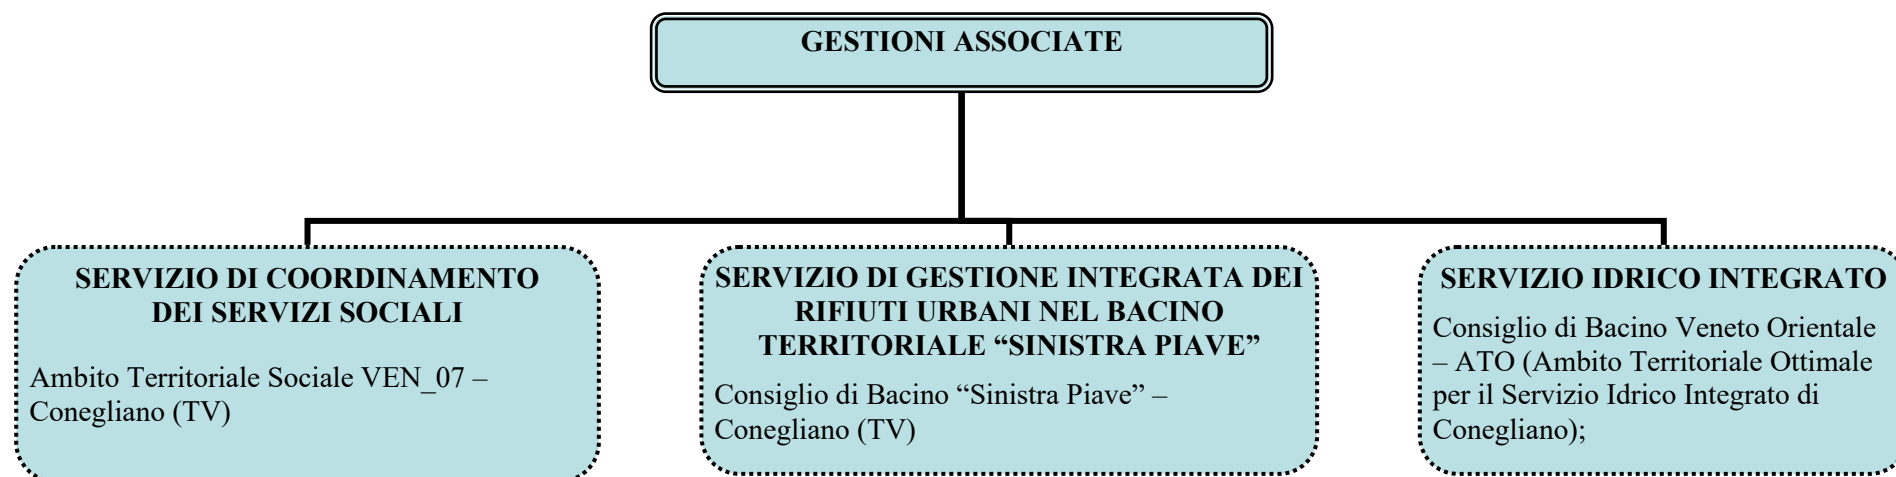 GESTIONI ASSOCIATE
SERVIZIO DI COORDINAMENTO
DEI SERVIZI SOCIALI
Ambito Territoriale Sociale VEN_07 –
Conegliano (TV)
SERVIZIO DI GESTIONE INTEGRATA DEI
RIFIUTI URBANI NEL BACINO
TERRITORIALE “SINISTRA PIAVE”
Consiglio di Bacino “Sinistra Piave” –
Conegliano (TV)
SERVIZIO IDRICO INTEGRATO
Consiglio di Bacino Veneto Orientale
– ATO (Ambito Territoriale Ottimale
per il Servizio Idrico Integrato di
Conegliano);